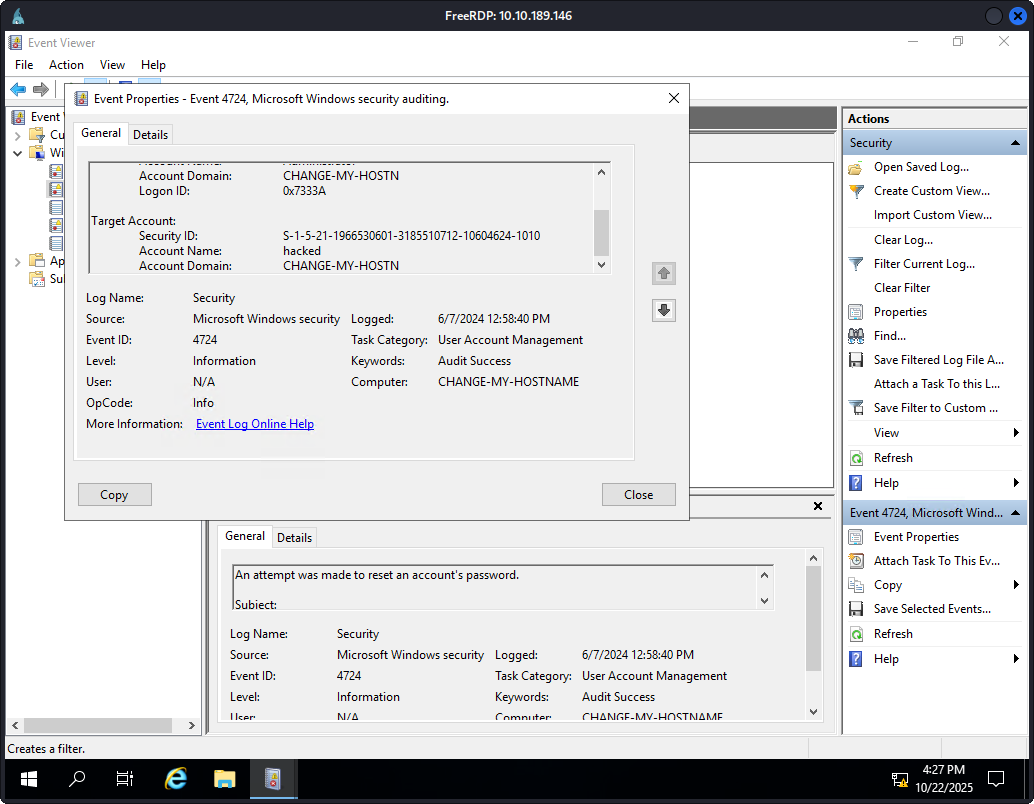 FreeRDP: 10.10.189.146
Event Viewer
File Action View Help
Event Properties - Event 4724, Microsoft Windows security auditing.
General Details
Account Domain: CHANGE-MY-HOSTN
Logon ID: 0x7333A
Target Account:
Security ID: S-1-5-21-1966530601-3185510712-10604624-1010
Account Name: hacked
Account Domain: CHANGE-MY-HOSTN
Log Name: Security
Source: Microsoft Windows security Logged: 6/7/2024 12:58:40 PM
Event ID: 4724 Task Category: User Account Management
Level: Information Keywords: Audit Success
User: N/A Computer: CHANGE-MY-HOSTNAME
OpCode: Info
More Information: Event Log Online Help
Copy Close
Event
Cu
Wi
Ap
Su
General Details
An attempt was made to reset an account's password.
Subject:
Log Name: Security
Source: Microsoft Windows security Logged: 6/7/2024 12:58:40 PM
Event ID: 4724 Task Category: User Account Management
Level: Information Keywords: Audit Success
User: N/A Computer: CHANGE-MY-HOSTNAME
Actions
Security
Open Saved Log...
Create Custom View...
Import Custom View...
Clear Log...
Filter Current Log...
Clear Filter
Properties
Find...
Save Filtered Log File A...
Attach a Task To this L...
Save Filter to Custom ...
View
Refresh
Help
Event 4724, Microsoft Wind...
Event Properties
Attach Task To This Ev...
Copy
Save Selected Events...
Refresh
Help
Creates a filter.
4:27 PM
10/22/2025